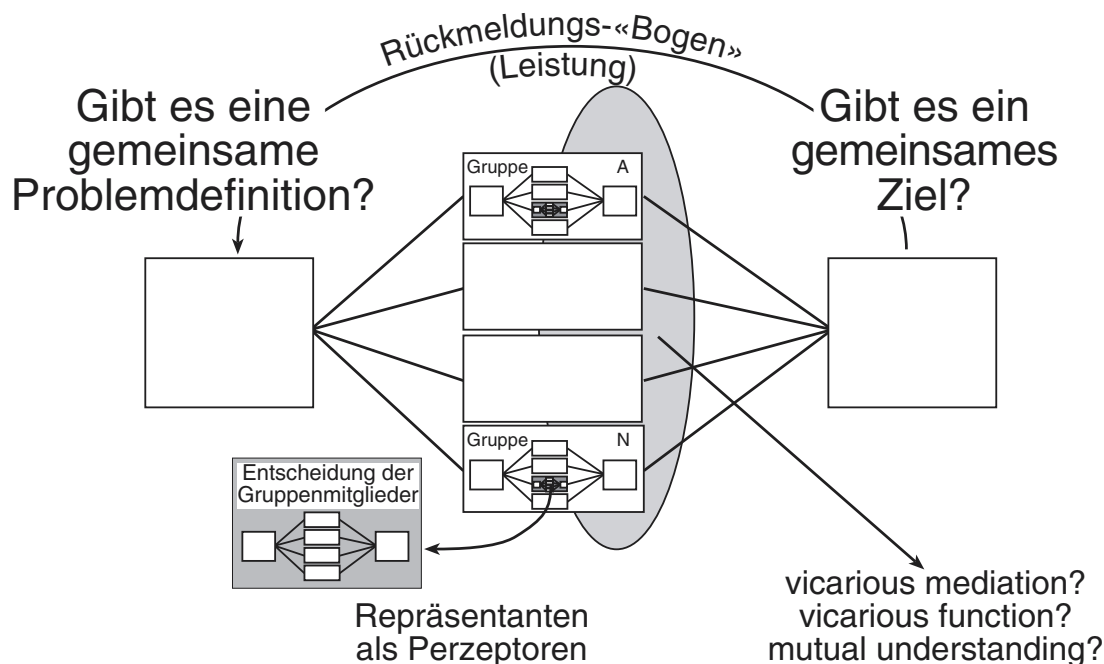 Rückmeldungs-«Bogen»
(Leistung)
Gibt es eine
gemeinsame
Problemdefinition?
Gibt es ein
gemeinsames
Ziel?
Gruppe A
Gruppe N
Entscheidung der
Gruppenmitglieder
Repräsentanten
als Perzeptoren
vicarious mediation?
vicarious function?
mutual understanding?